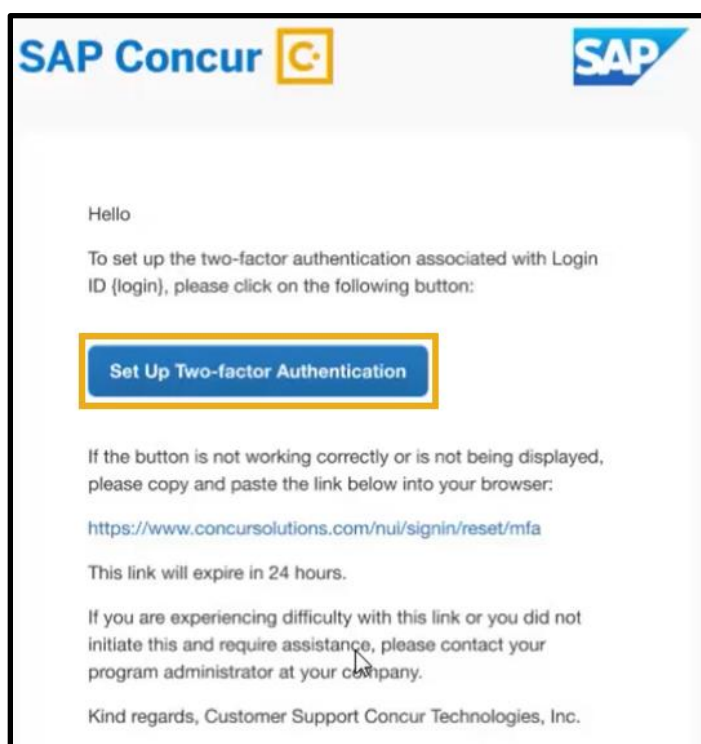 SAP Concur C
SAP
Hello
To set up the two-factor authentication associated with Login
ID {login}, please click on the following button:
Set Up Two-factor Authentication
If the button is not working correctly or is not being displayed,
please copy and paste the link below into your browser:
https://www.concursolutions.com/nui/signin/reset/mfa
This link will expire in 24 hours.
If you are experiencing difficulty with this link or you did not
initiate this and require assistance, please contact your
program administrator at your company.
Kind regards, Customer Support Concur Technologies, Inc.